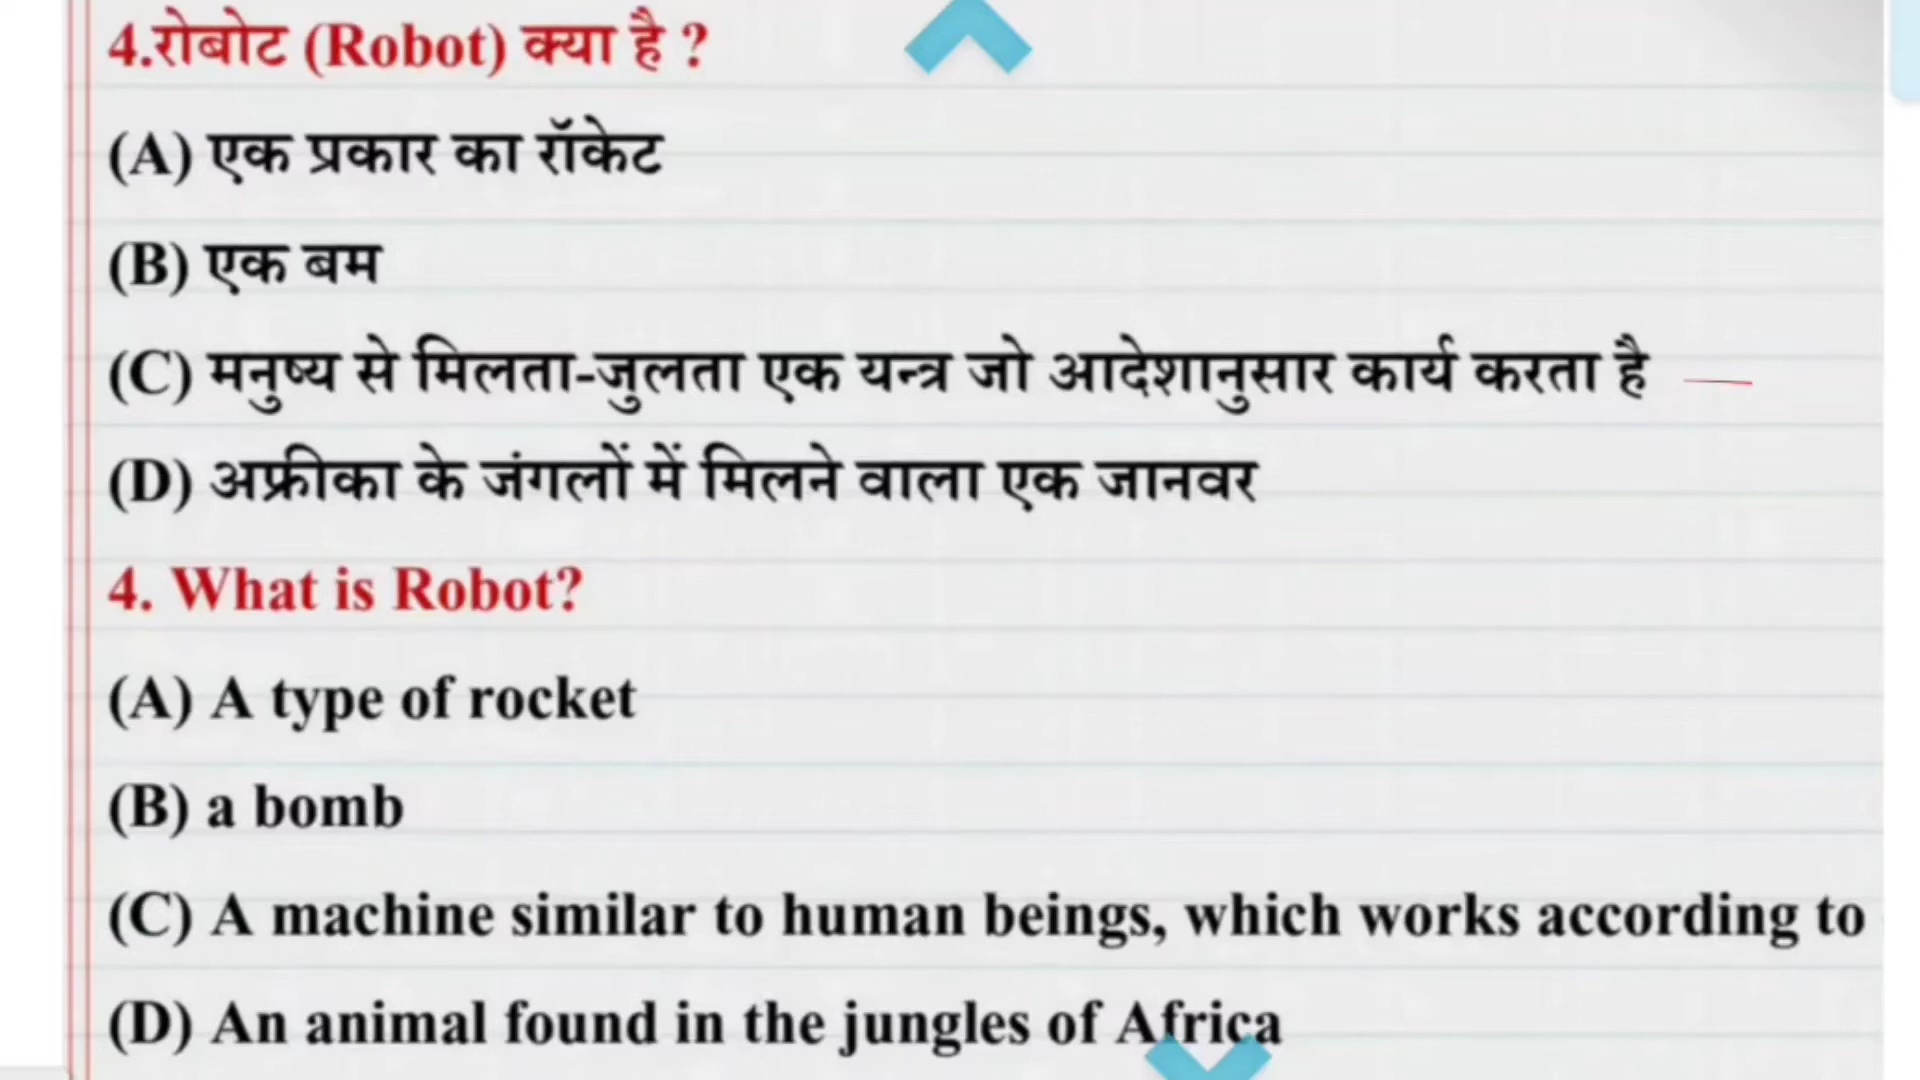 4.रोबोट (Robot) क्या है ?
(A) एक प्रकार का रॉकेट
(B) एक बम
(C) मनुष्य से मिलता-जुलता एक यन्त्र जो आदेशानुसार कार्य करता है
(D) अफ्रीका के जंगलों में मिलने वाला एक जानवर
4. What is Robot?
(A) A type of rocket
(B) a bomb
(C) A machine similar to human beings, which works according to
(D) An animal found in the jungles of Africa